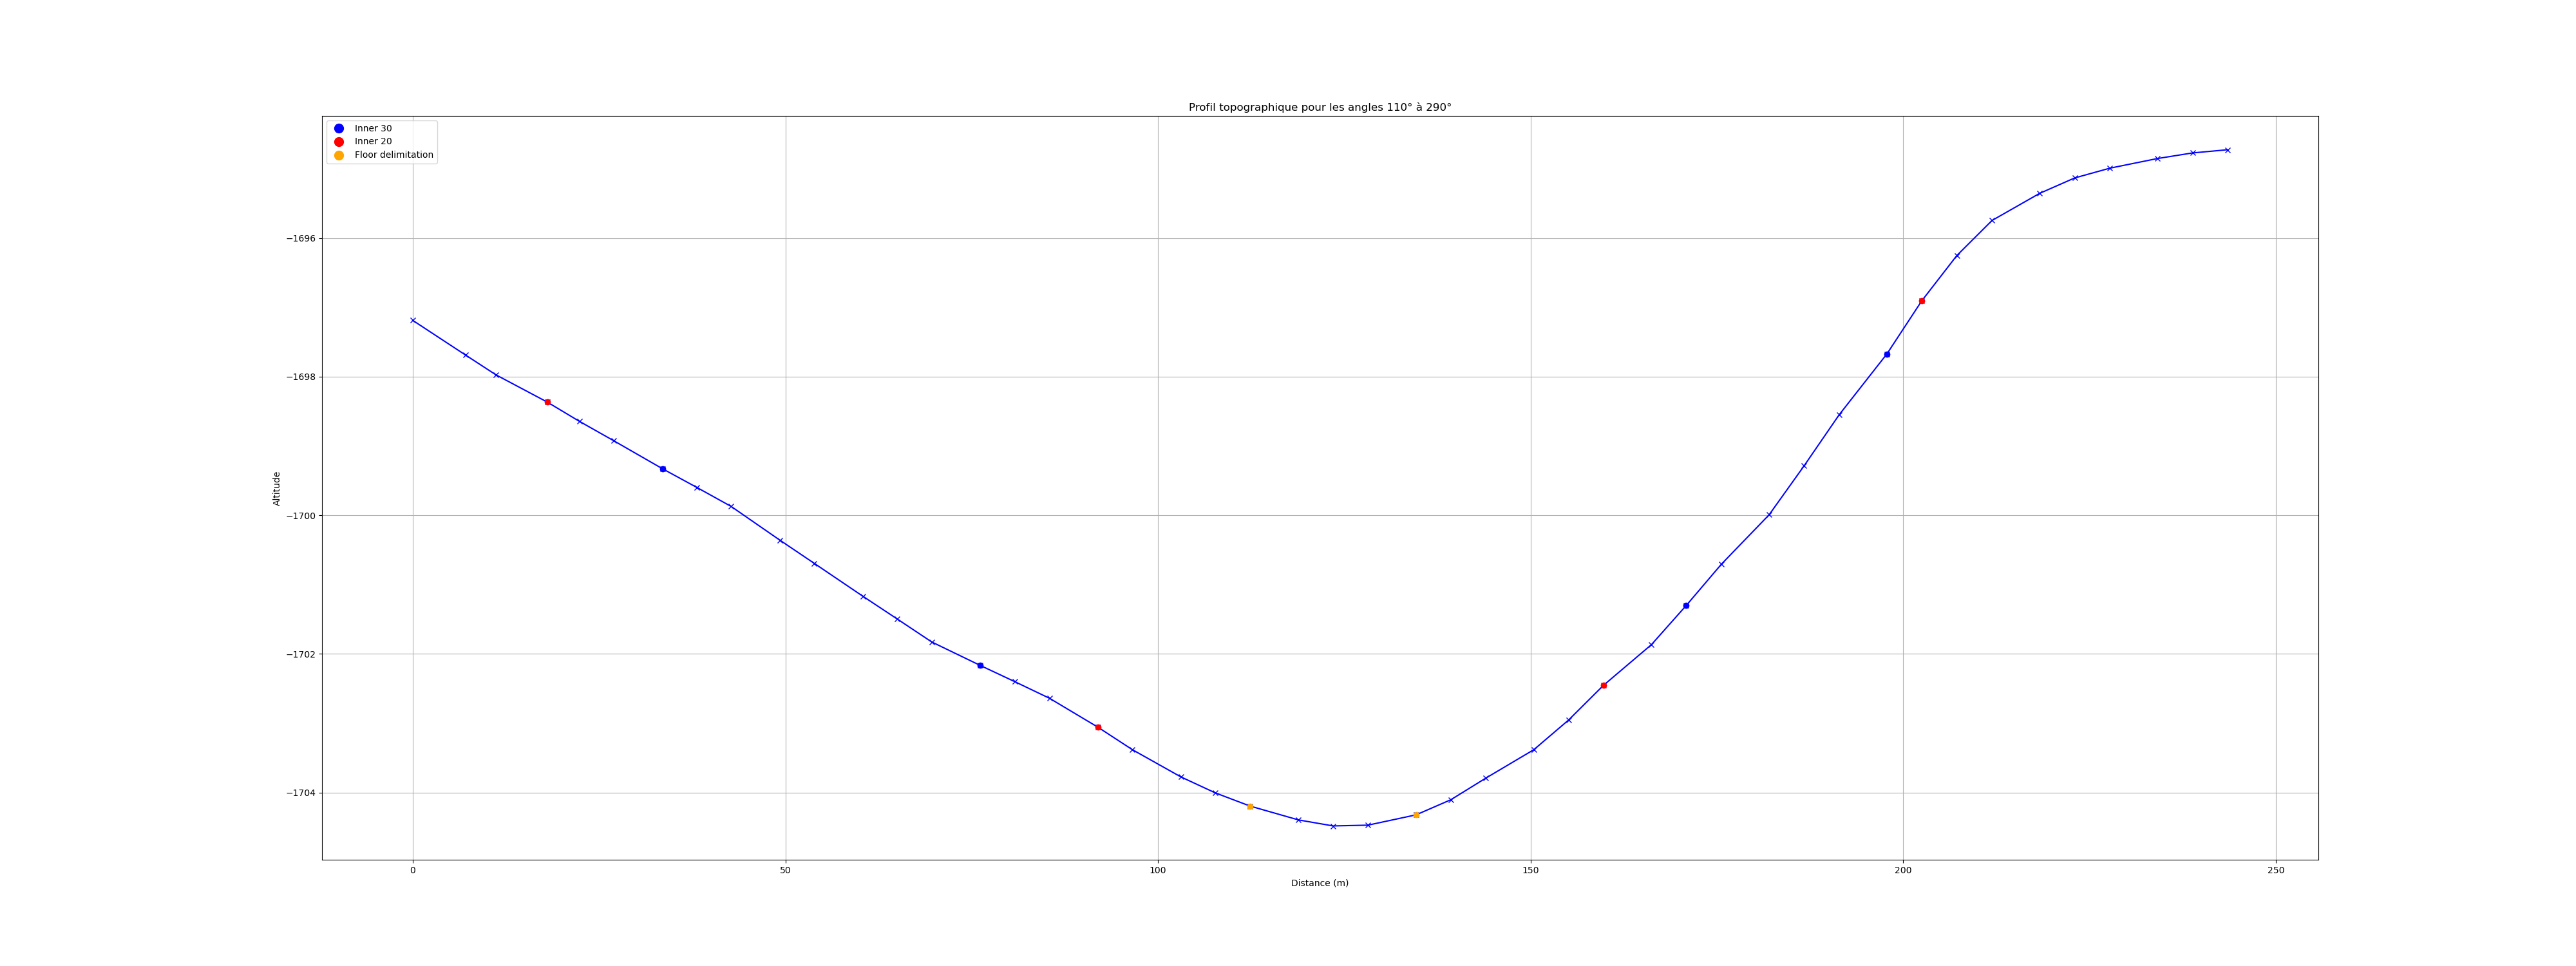 Profil topographique pour les angles 110° à 290°
Inner 30
Inner 20
Floor delimitation
−1696
−1698
−1700
−1702
−1704
Altitude
0 50 100 150 200 250
Distance (m)